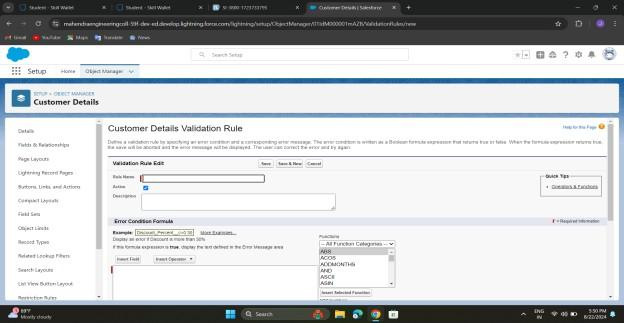 Student - Skill Wallet
Student - Skill Wallet
SI-3880-1723733795
Customer Details | Salesforce
mahendraengineeringcoll-59f-dev-ed.develop.lightning.force.com/lightning/setup/ObjectManager/
/ValidationRules/new
Gmail
YouTube
Maps
Translate
News
Search Setup
Setup
Home
Object Manager
SETUP > OBJECT MANAGER
Customer Details
Details
Fields & Relationships
Page Layouts
Lightning Record Pages
Buttons, Links, and Actions
Compact Layouts
Field Sets
Object Limits
Record Types
Related Lookup Filters
Search Layouts
List View Button Layout
Restriction Rules
Customer Details Validation Rule
Help for this Page
Define a validation rule by specifying an error condition and a corresponding error message. The error condition is written as a Boolean formula expression that returns true or false. When the formula expression returns true,
the save will be aborted and the error message will be displayed. The user can correct the error and try again.
Validation Rule Edit
Save
Save & New
Cancel
Rule Name
Active
Description
Quick Tips
Operators & Functions
Error Condition Formula
= Required Information
Example: Discount_Percent__c>0.30 More Examples...
Display an error if Discount is more than 30%
If this formula expression is true, display the text defined in the Error Message area
Insert Field
Insert Operator
Functions
-- All Function Categories --
ABS
ACOS
ADDMONTHS
AND
ASCII
ASIN
Insert Selected Function
Mostly cloudy
Search
ENG
IN
5:50 PM
8/22/2024